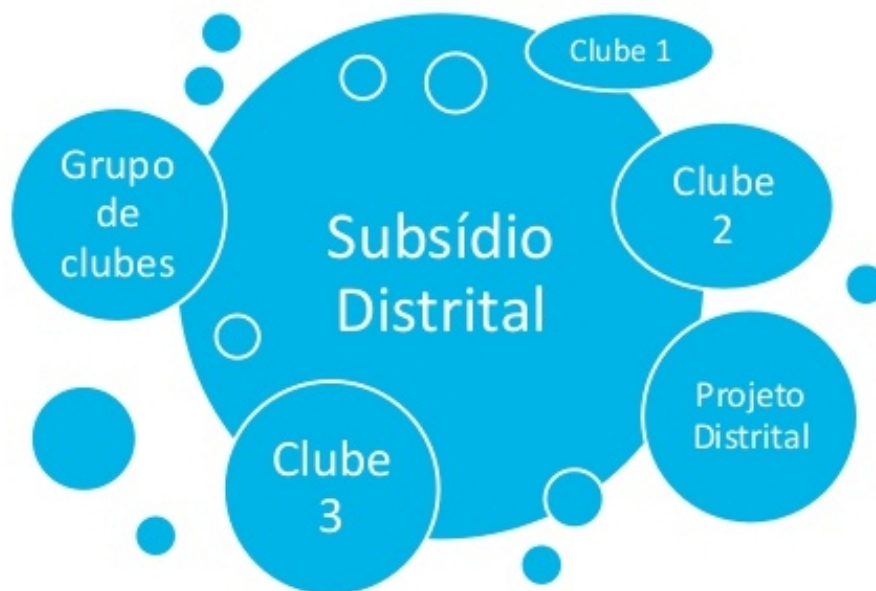 Clube 1
Grupo
de
clubes
Clube
2
Subsídio
Distrital
Projeto
Distrital
Clube
3